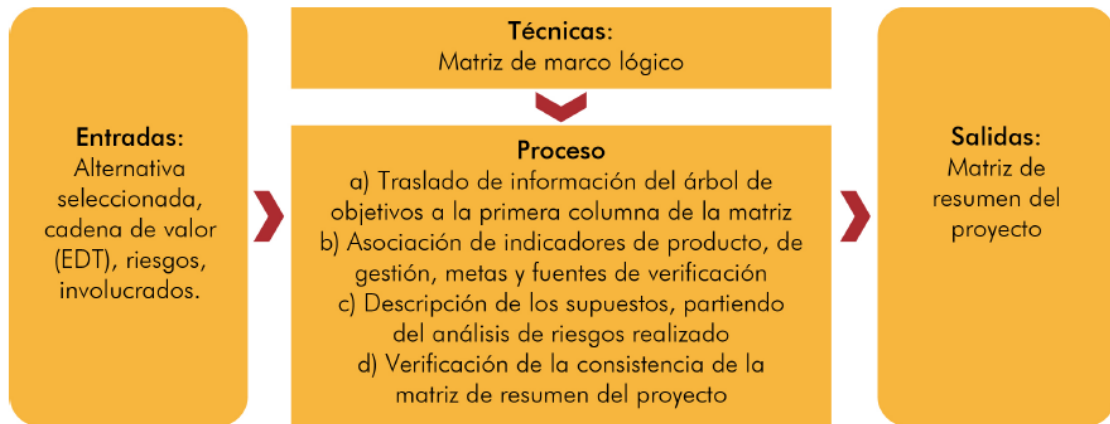 Entradas:
Alternativa
seleccionada,
cadena de valor
(EDT), riesgos,
involucrados.
Técnicas:
Matriz de marco lógico
Proceso
a) Traslado de información del árbol de
objetivos a la primera columna de la matriz
b) Asociación de indicadores de producto, de
gestión, metas y fuentes de verificación
c) Descripción de los supuestos, partiendo
del análisis de riesgos realizado
d) Verificación de la consistencia de la
matriz de resumen del proyecto
Salidas:
Matriz de
resumen del
proyecto